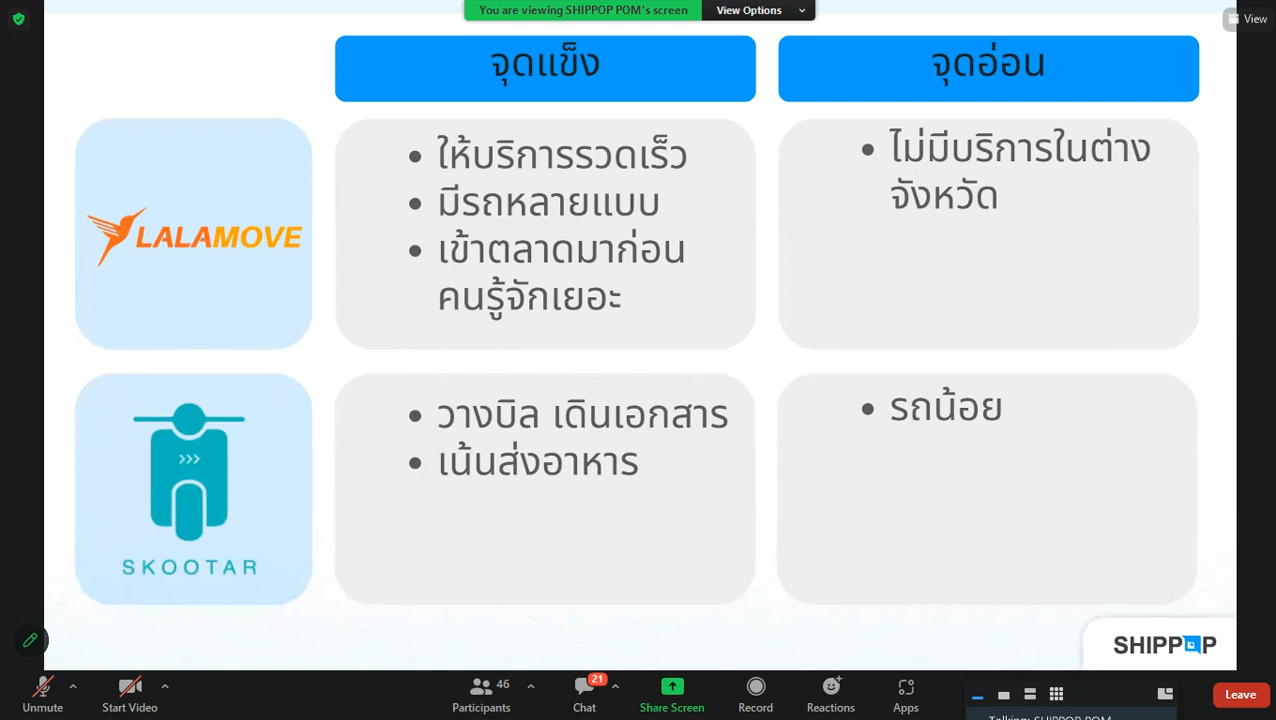 You are viewing SHIPPOP POM's screen
View Options
View
จุดแข็ง
จุดอ่อน
LALAMOVE
• ให้บริการรวดเร็ว
• มีรถหลายแบบ
• เข้าตลาดมาก่อน
คนรู้จักเยอะ
• ไม่มีบริการในต่าง
จังหวัด
>>>
SKOOTAR
• วางบิล เดินเอกสาร
• เน้นส่งอาหาร
• รถน้อย
SHIPPOP
Unmute
Start Video
46
Participants
21
Chat
Share Screen
Record
Reactions
Apps
Talking: SHIPPOP POM
Leave